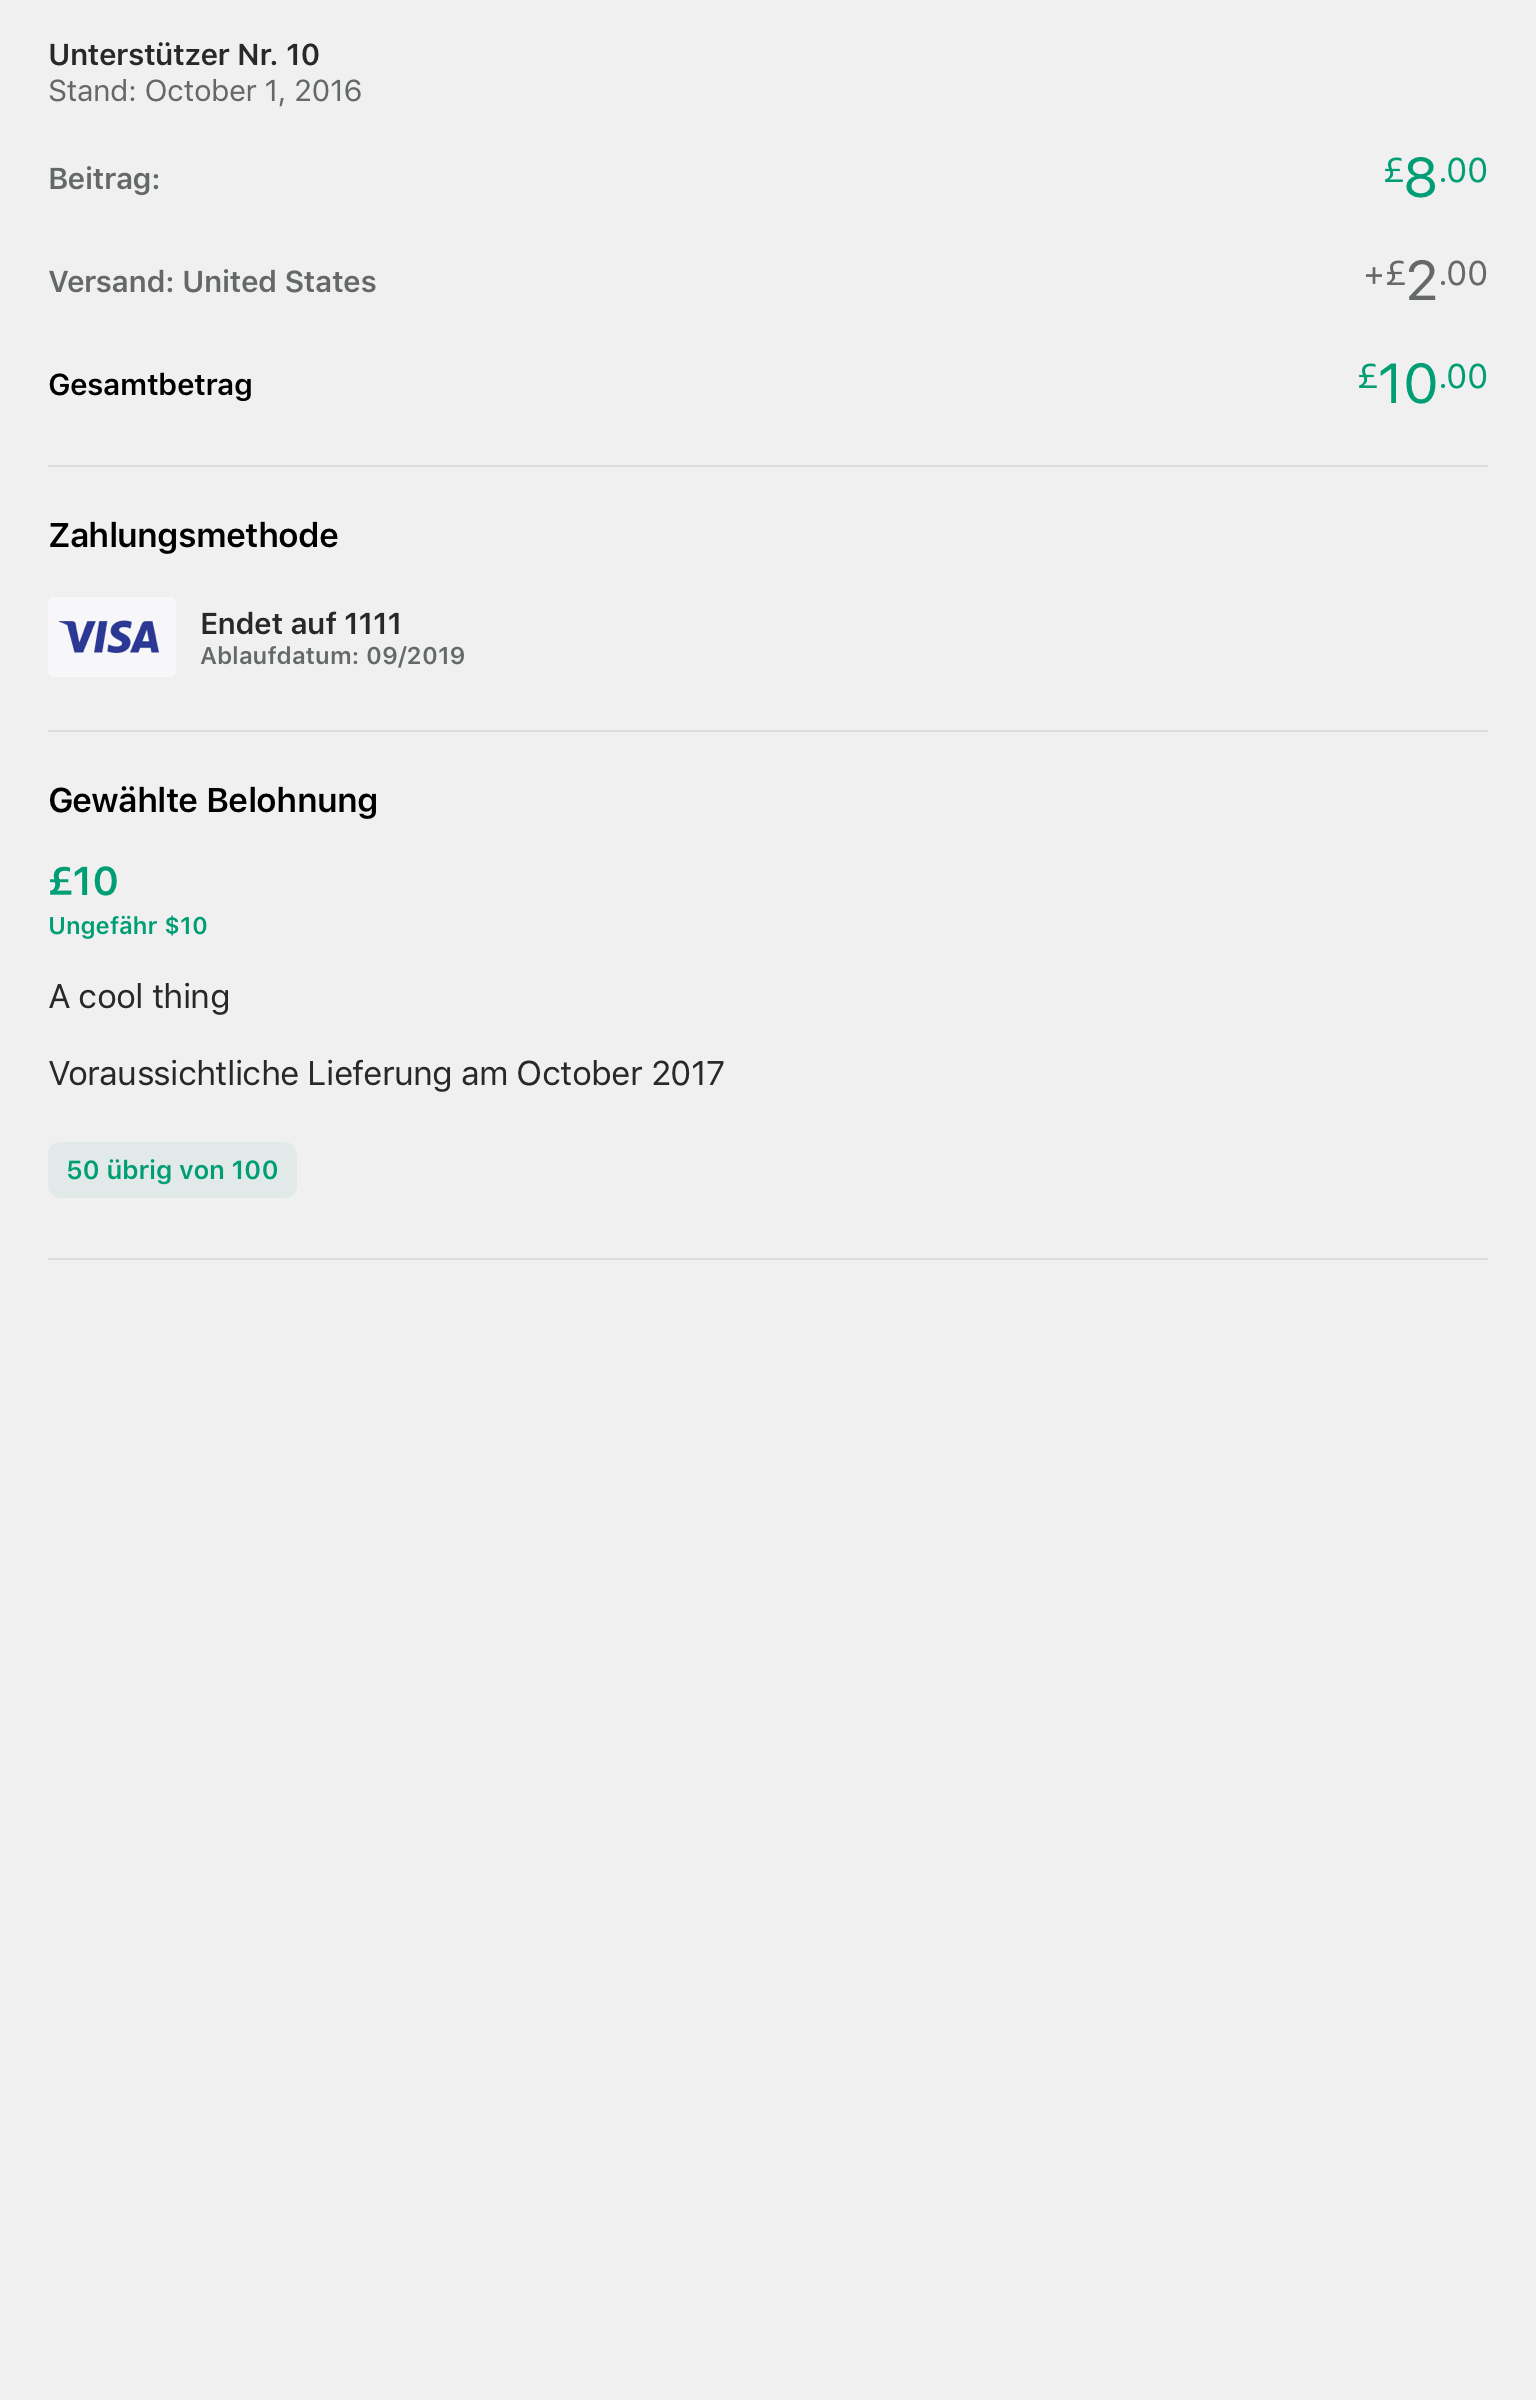 Unterstützer Nr. 10
Stand: October 1, 2016
Beitrag: £8.00
Versand: United States +£2.00
Gesamtbetrag £10.00
Zahlungsmethode
VISA
Endet auf 1111
Ablaufdatum: 09/2019
Gewählte Belohnung
£10
Ungefähr $10
A cool thing
Voraussichtliche Lieferung am October 2017
50 übrig von 100